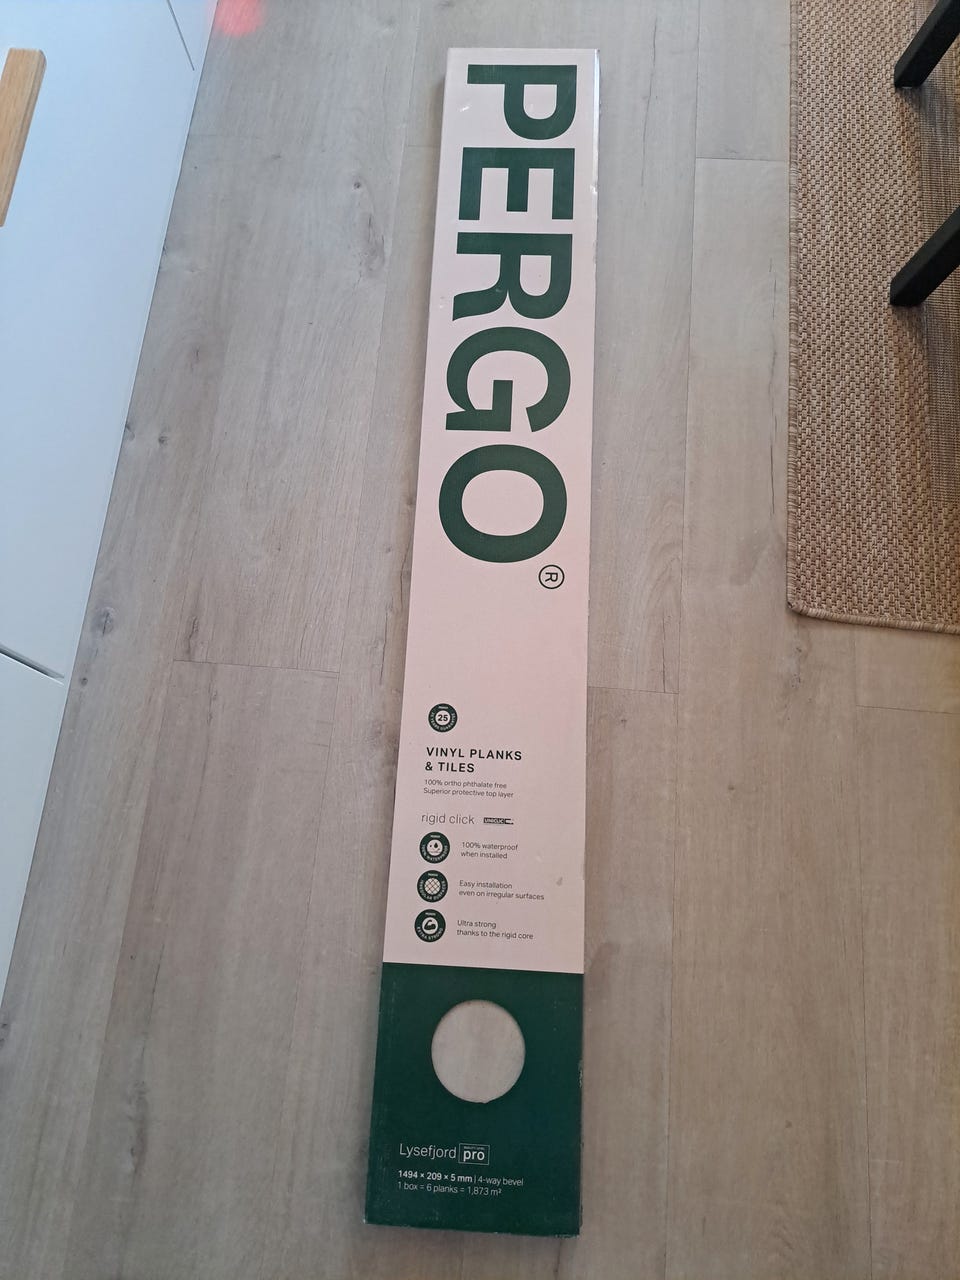 PERGO®
25
VINYL PLANKS
& TILES
100% ortho phthalate free
Superior protective top layer
rigid click UNICLIC
100% waterproof
when installed
Easy installation
even on irregular surfaces
Ultra strong
thanks to the rigid core
Lysefjord pro
1494 × 209 × 5 mm | 4-way bevel
1 box = 6 planks = 1,873 m²